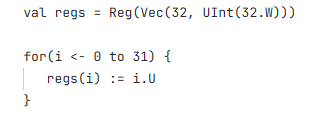 val regs = Reg(Vec(32, UInt(32.W)))
for(i <- 0 to 31) {
regs(i) := i.U
}